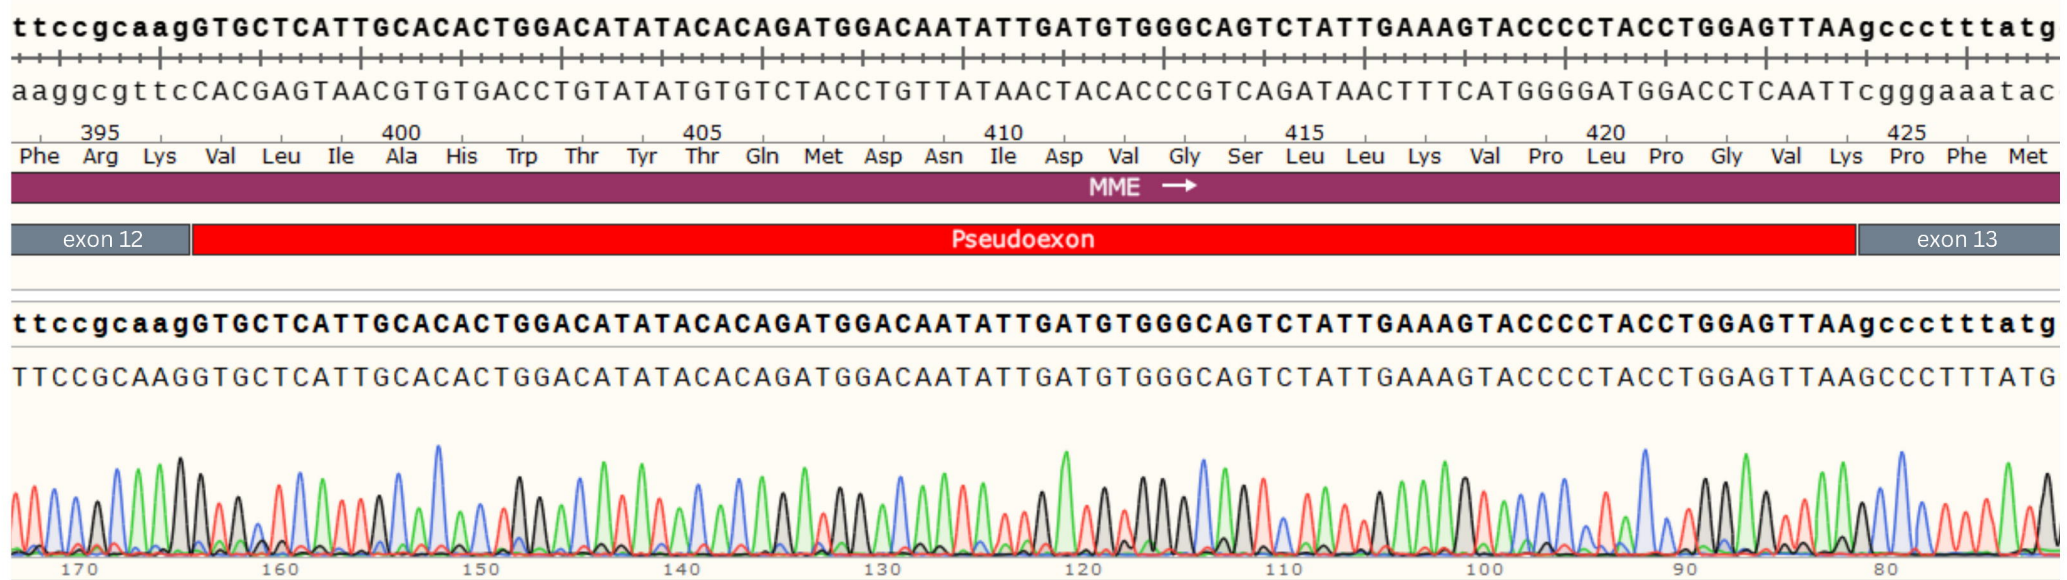 ttccgcaagGTGCTCATTGCACACTGGACATATACACAGATGGACAATATTGATGTGGGCAGTCTATTGAAAGTACCCCTACCTGGAGTTAAgccctttatg
aaggcgttcCACGAGTAACGTGTGACCTGTATATGTGTCTACCTGTTATAACTACACCCGTCAGATAACTTTCATGGGGATGGACCTCAATTcgggaaatac
395 400 405 410 415 420 425
Phe Arg Lys Val Leu Ile Ala His Trp Thr Tyr Thr Gln Met Asp Asn Ile Asp Val Gly Ser Leu Leu Lys Val Pro Leu Pro Gly Val Lys Pro Phe Met
MME →
exon 12 Pseudoexon exon 13
ttccgcaagGTGCTCATTGCACACTGGACATATACACAGATGGACAATATTGATGTGGGCAGTCTATTGAAAGTACCCCTACCTGGAGTTAAgccctttatg
TTCCGCAAGGTGCTCATTGCACACTGGACATATACACAGATGGACAATATTGATGTGGGCAGTCTATTGAAAGTACCCCTACCTGGAGTTAAGCCCTTTATG
170 160 150 140 130 120 110 100 90 80